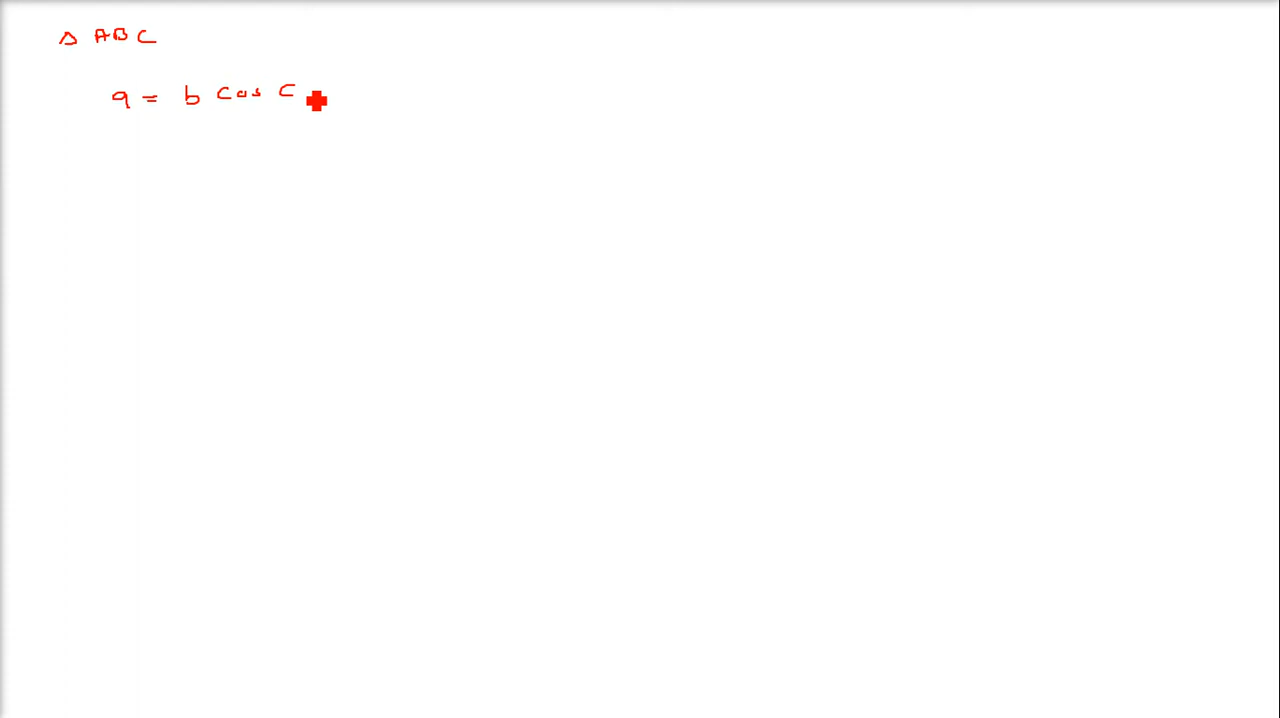 Δ ABC
a = b cos C